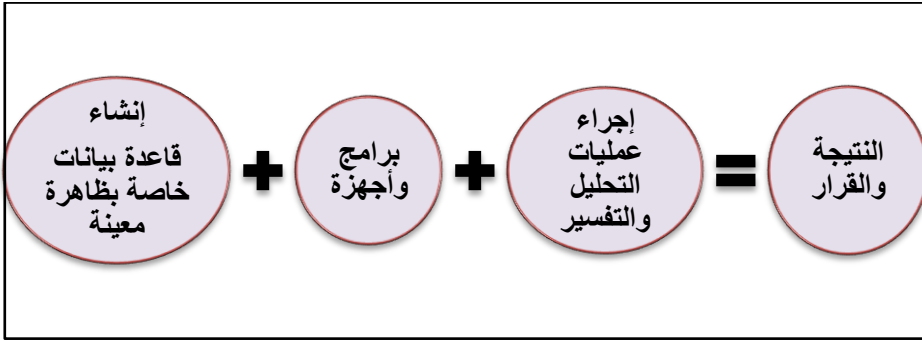 إنشاء
قاعدة بيانات
خاصة بظاهرة
معينة
+
برامج
وأجهزة
+
إجراء
عمليات
التحليل
والتفسير
=
النتيجة
والقرار